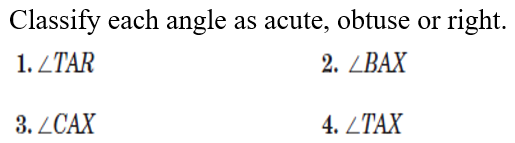 Classify each angle as acute, obtuse or right.
1. ∠TAR
2. ∠BAX
3. ∠CAX
4. ∠TAX